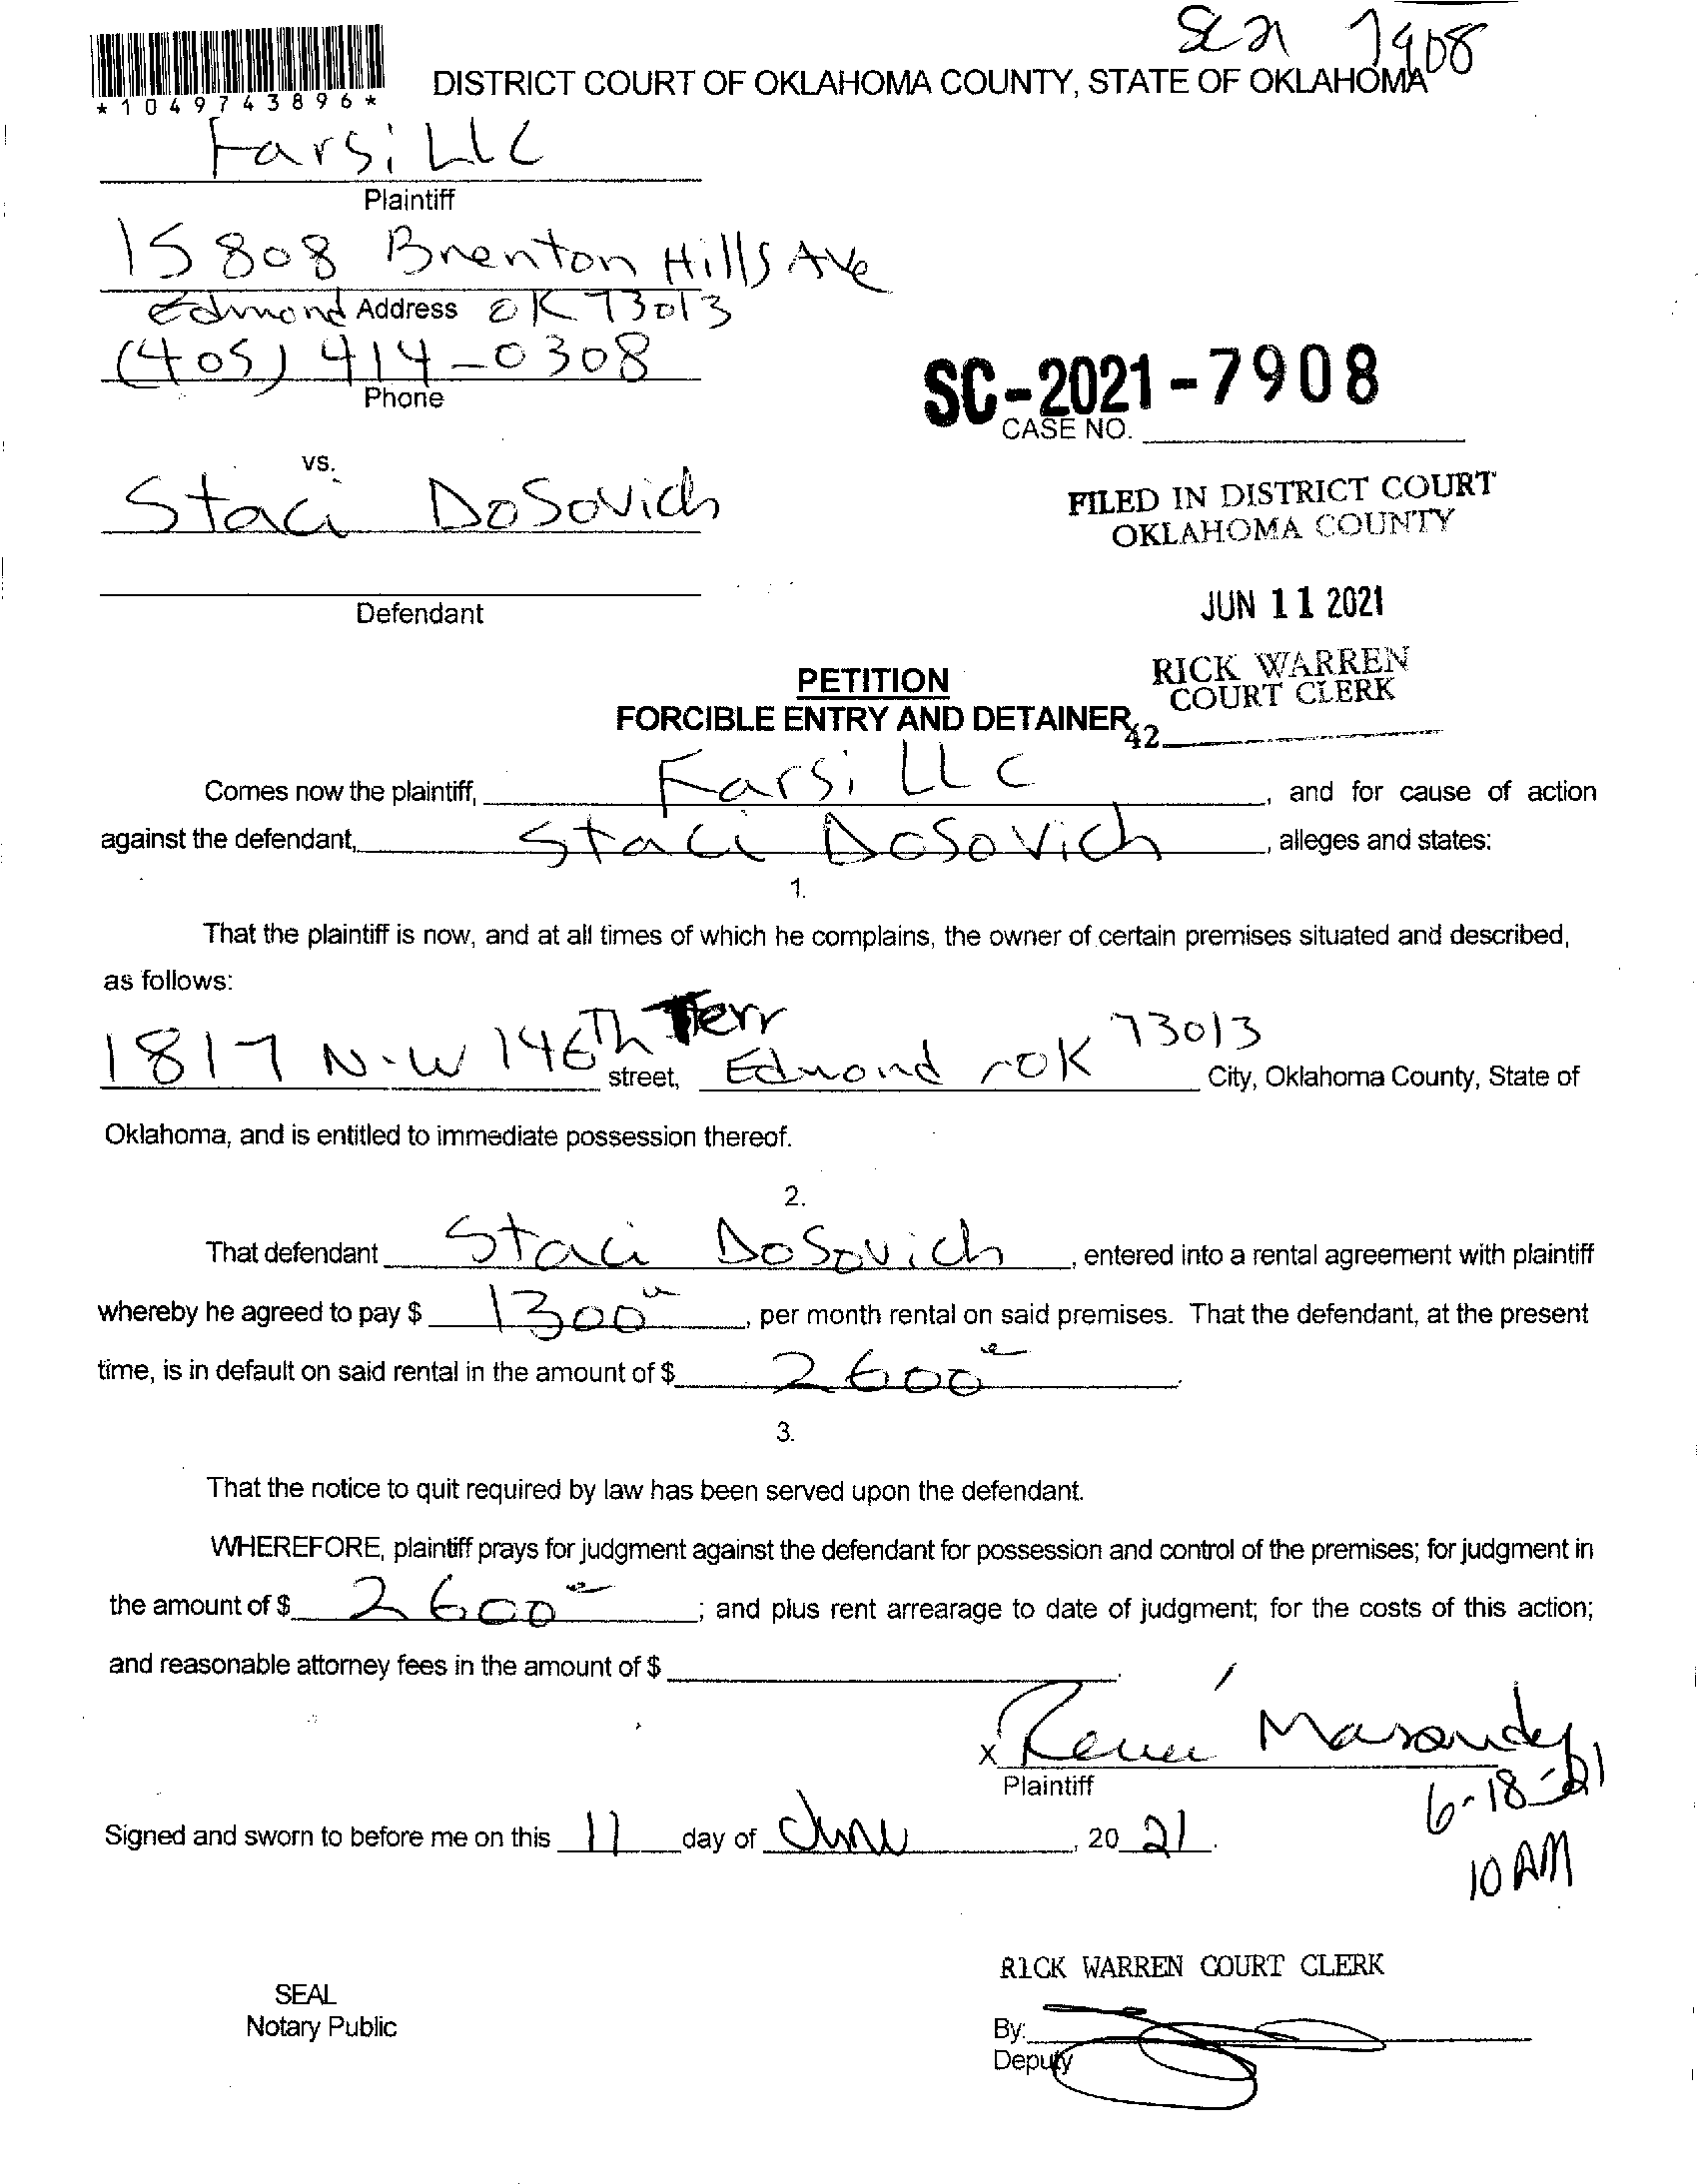 *1049743896*
DISTRICT COURT OF OKLAHOMA COUNTY, STATE OF OKLAHOMA
7908
Farsi LLC
Plaintiff
15808 Brenton Hills Ave
Edmond Address OK 73013
(405) 414-0308
Phone
SC-2021-7908
CASE NO.
vs.
Staci DoSovich
FILED IN DISTRICT COURT
OKLAHOMA COUNTY
Defendant
JUN 11 2021
RICK WARREN
COURT CLERK
PETITION
FORCIBLE ENTRY AND DETAINER
42
Comes now the plaintiff, Farsi LLC, and for cause of action
against the defendant, Staci DoSovich, alleges and states:
1.
That the plaintiff is now, and at all times of which he complains, the owner of certain premises situated and described,
as follows:
1817 N.W 146Th Terr street, Edmond, OK 73013 City, Oklahoma County, State of
Oklahoma, and is entitled to immediate possession thereof.
2.
That defendant Staci DoSovich, entered into a rental agreement with plaintiff
whereby he agreed to pay $ 1300, per month rental on said premises. That the defendant, at the present
time, is in default on said rental in the amount of $ 2600.
3.
That the notice to quit required by law has been served upon the defendant.
WHEREFORE, plaintiff prays for judgment against the defendant for possession and control of the premises; for judgment in
the amount of $ 2600; and plus rent arrearage to date of judgment; for the costs of this action;
and reasonable attorney fees in the amount of $
x
Plaintiff
6-18-21
10 AM
Signed and sworn to before me on this 11 day of June, 2021.
RICK WARREN COURT CLERK
SEAL
Notary Public
By:
Deputy